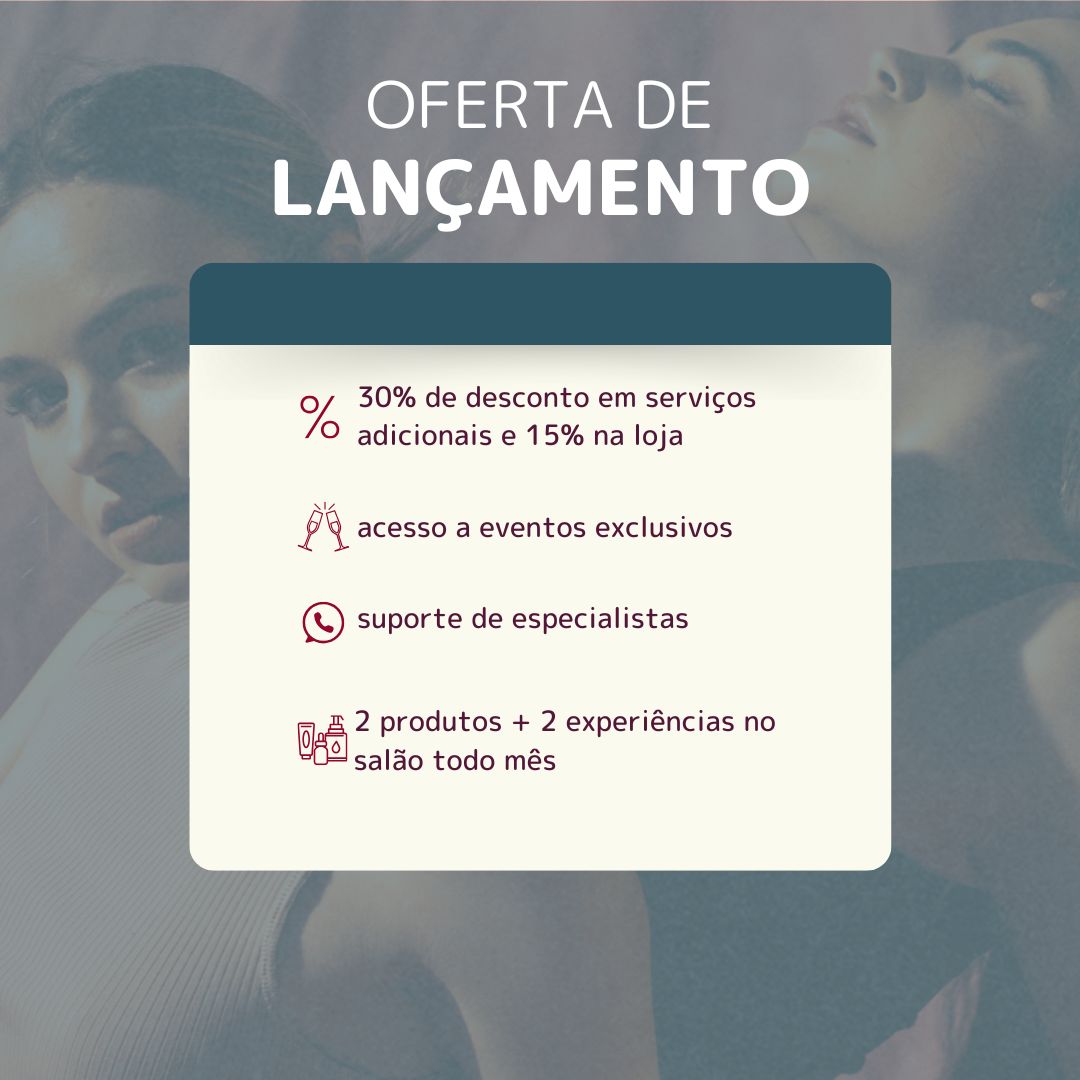 OFERTA DE
LANÇAMENTO
% 30% de desconto em serviços
adicionais e 15% na loja
acesso a eventos exclusivos
suporte de especialistas
2 produtos + 2 experiências no
salão todo mês